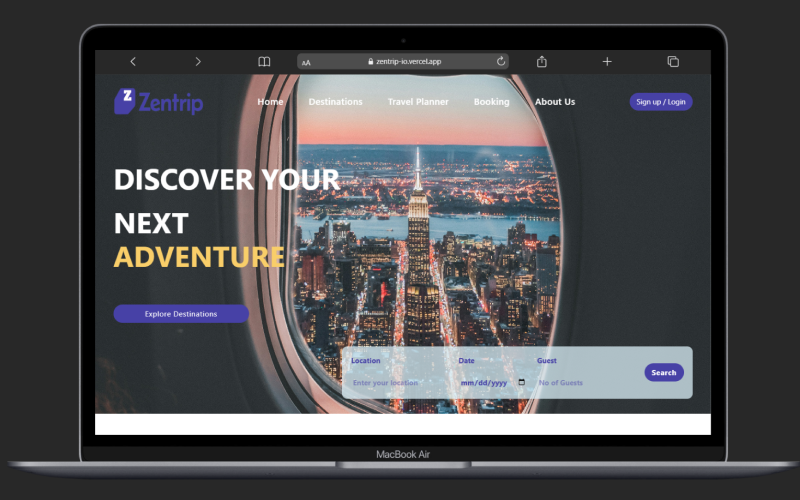 AA zentrip-io.vercel.app
Z Zentrip Home Destinations Travel Planner Booking About Us Sign up / Login
DISCOVER YOUR
NEXT
ADVENTURE
Explore Destinations
Location Date Guest
Enter your location mm/dd/yyyy No of Guests
Search
MacBook Air